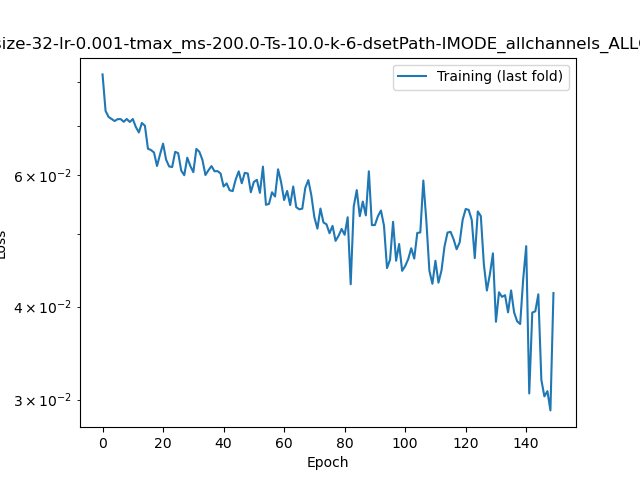 size-32-lr-0.001-tmax_ms-200.0-Ts-10.0-k-6-dsetPath-IMODE_allchannels_ALL
Training (last fold)
6 × 10⁻²
4 × 10⁻²
3 × 10⁻²
Loss
0 20 40 60 80 100 120 140
Epoch